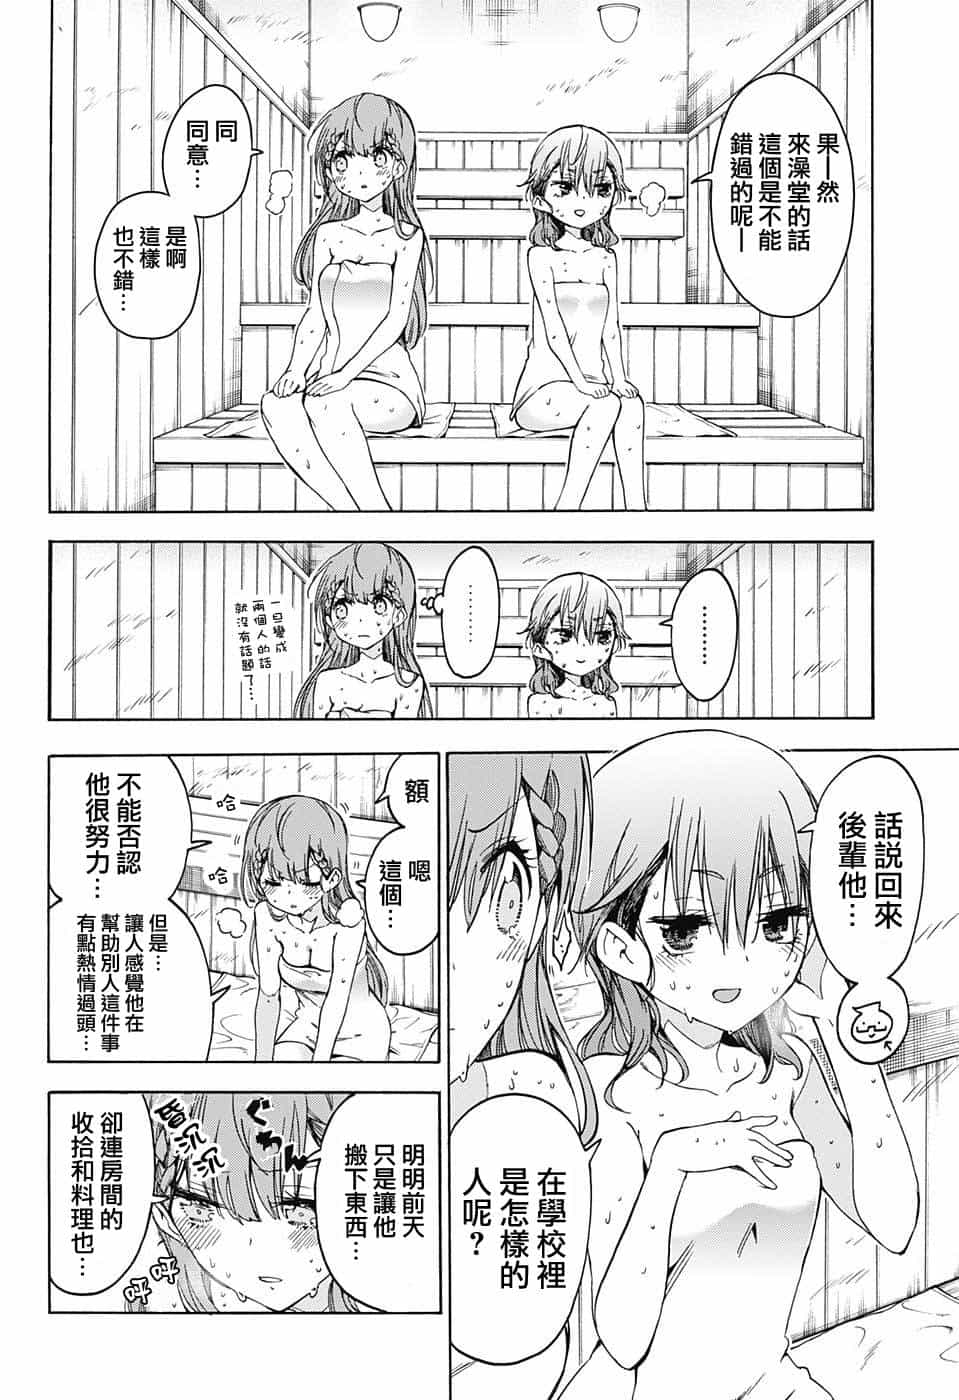 果一然
來澡堂的話
這個是不能
錯過的呢一
同
同意…
是啊
這樣
也不錯…
………
………
一旦變成
兩個人的話
就沒有話題了……
話說回來
後輩他…
在學校裡
是怎樣的
人呢？
額
嗯
這個…
哈
哈
不能否認
他很努力…
但是…
讓人感覺他在
幫助別人這件事
有點熱情過頭…
明明前天
只是讓他
搬下東西…
ぐらん
昏沉沉
卻連房間的
收拾和料理也…
呼
呼